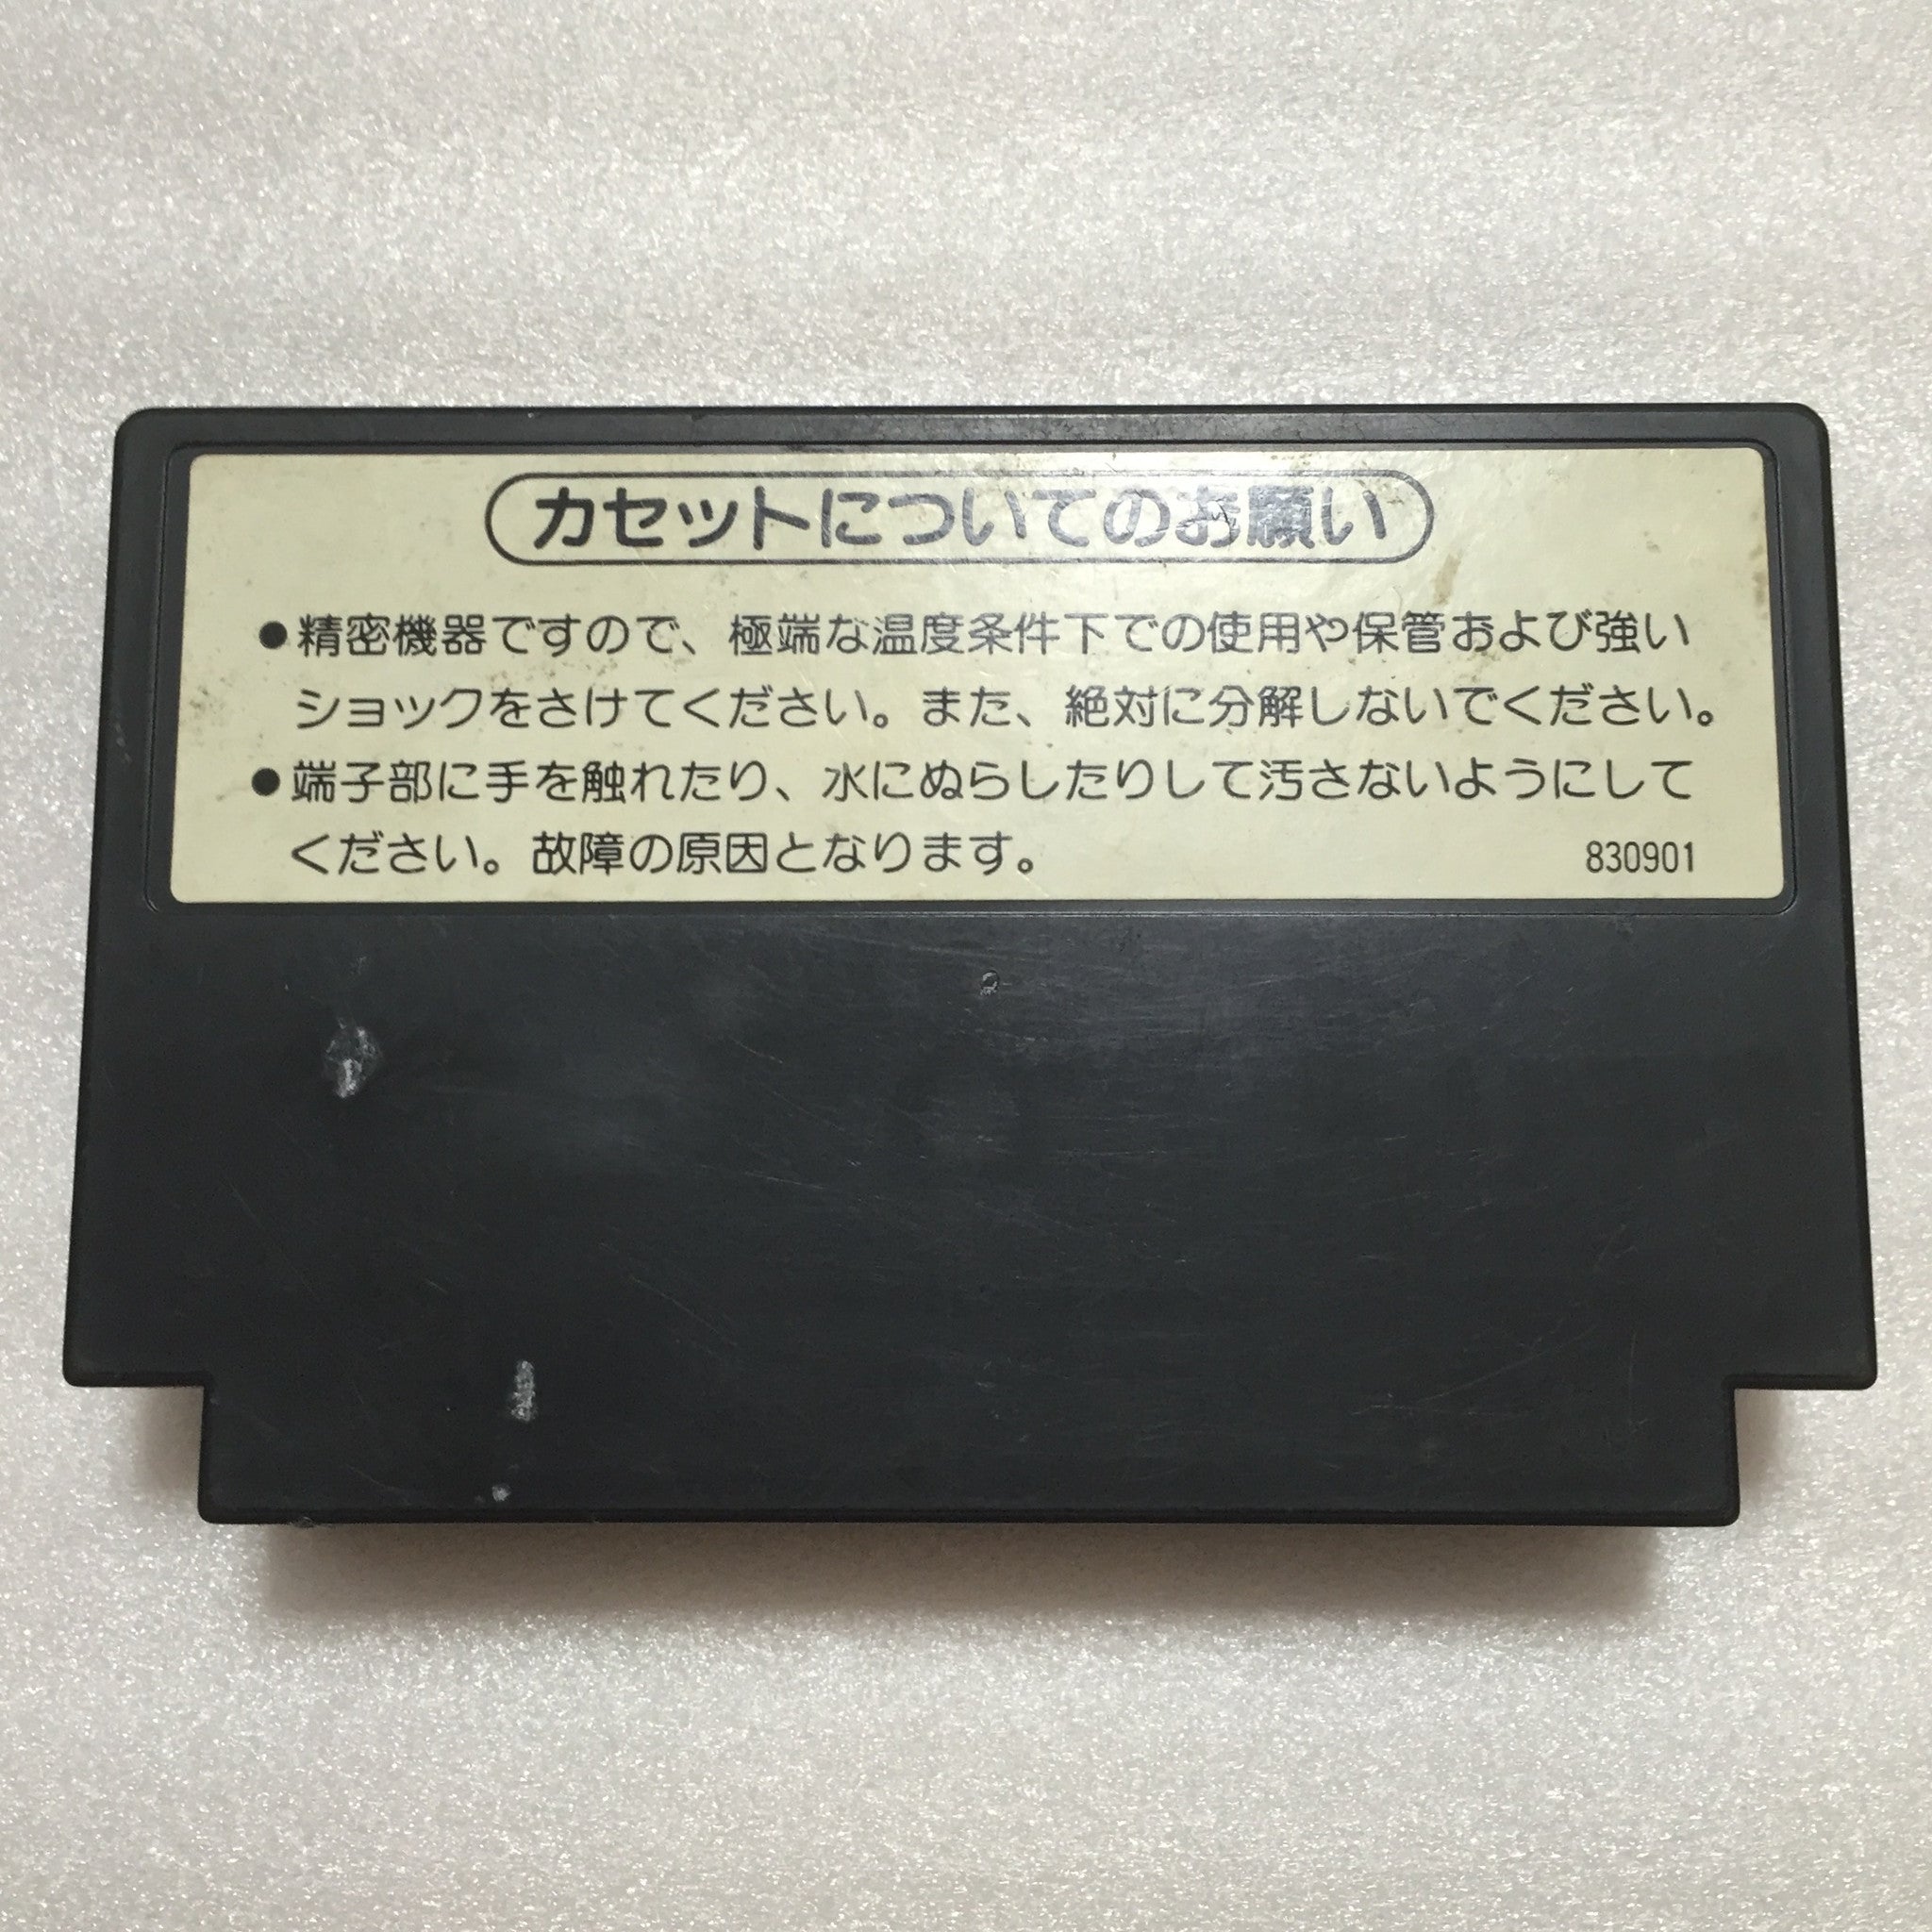 カセットについてのお願い
●精密機器ですので、極端な温度条件下での使用や保管および強い
ショックをさけてください。また、絶対に分解しないでください。
●端子部に手を触れたり、水にぬらしたりして汚さないようにして
ください。故障の原因となります。
830901